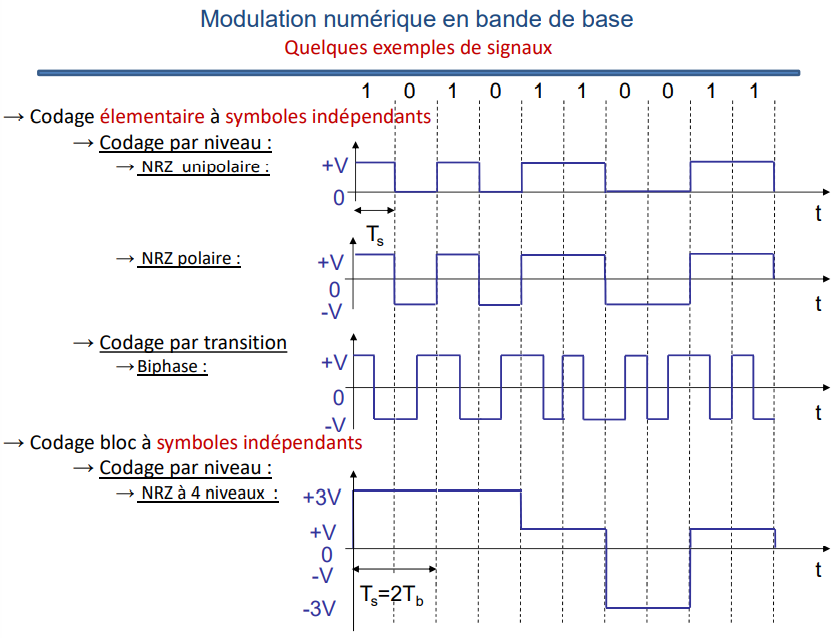 Modulation numérique en bande de base
Quelques exemples de signaux
1 0 1 0 1 1 0 0 1 1
→ Codage élementaire à symboles indépendants
→ Codage par niveau :
→ NRZ unipolaire :
+V
0
t
Ts
→ NRZ polaire :
+V
0
-V
t
→ Codage par transition
→ Biphase :
+V
0
-V
t
→ Codage bloc à symboles indépendants
→ Codage par niveau :
→ NRZ à 4 niveaux :
+3V
+V
0
-V
-3V
t
Ts=2Tb